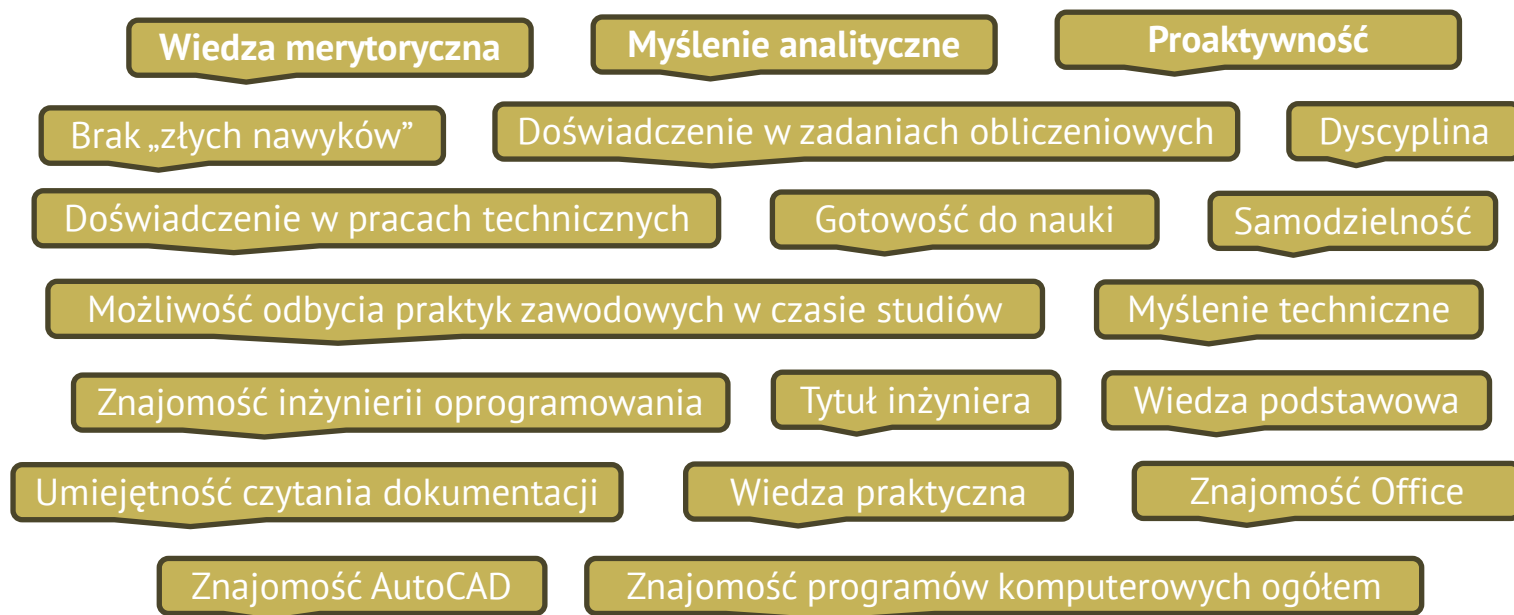 Wiedza merytoryczna
Myślenie analityczne
Proaktywność
Brak „złych nawyków”
Doświadczenie w zadaniach obliczeniowych
Dyscyplina
Doświadczenie w pracach technicznych
Gotowość do nauki
Samodzielność
Możliwość odbycia praktyk zawodowych w czasie studiów
Myślenie techniczne
Znajomość inżynierii oprogramowania
Tytuł inżyniera
Wiedza podstawowa
Umiejętność czytania dokumentacji
Wiedza praktyczna
Znajomość Office
Znajomość AutoCAD
Znajomość programów komputerowych ogółem